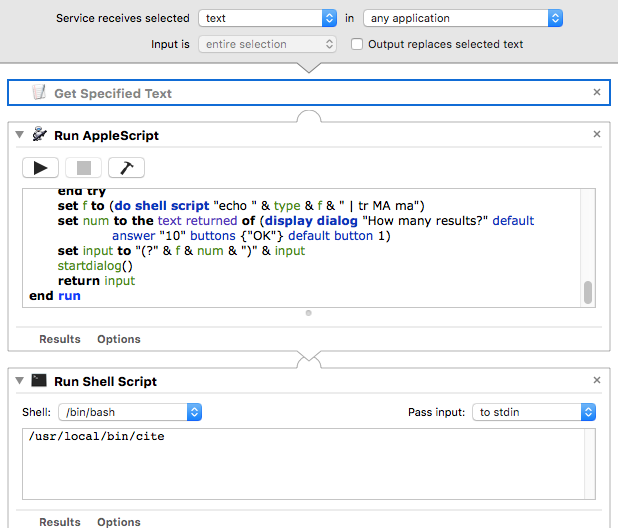 Service receives selected text in any application
Input is entire selection Output replaces selected text
Get Specified Text ×
Run AppleScript ×
end try
set f to (do shell script "echo " & type & f & " | tr MA ma")
set num to the text returned of (display dialog "How many results?" default
answer "10" buttons {"OK"} default button 1)
set input to "(?" & f & num & ")" & input
startdialog()
return input
end run
Results Options
Run Shell Script ×
Shell: /bin/bash Pass input: to stdin
/usr/local/bin/cite
Results Options